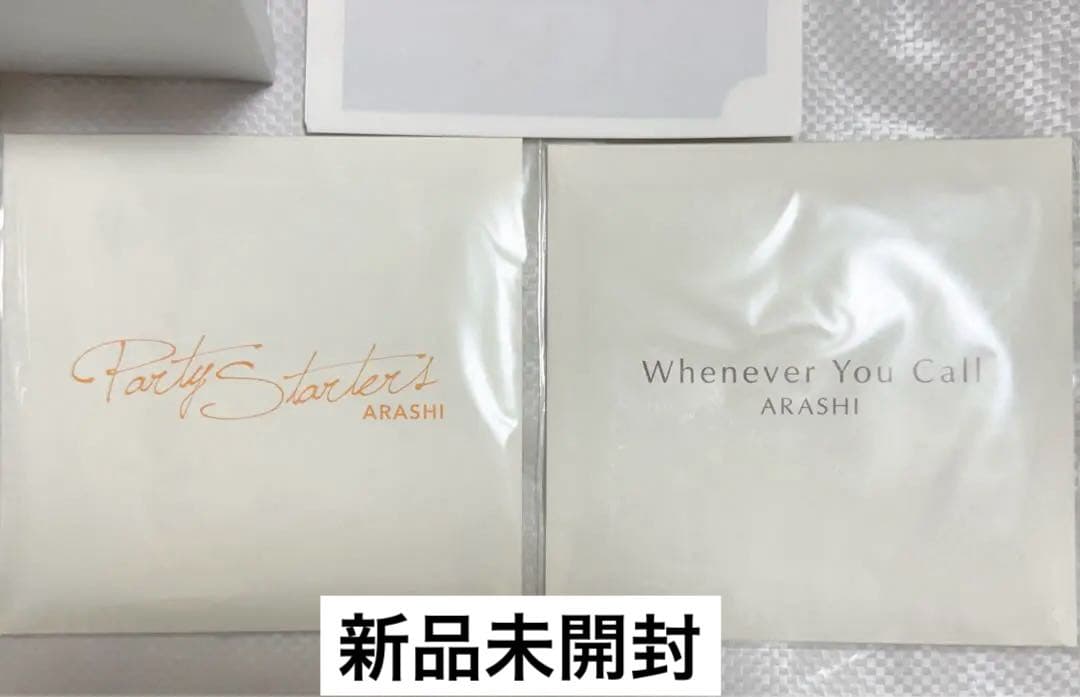 Party Starters
ARASHI
Whenever You Call
ARASHI
新品未開封